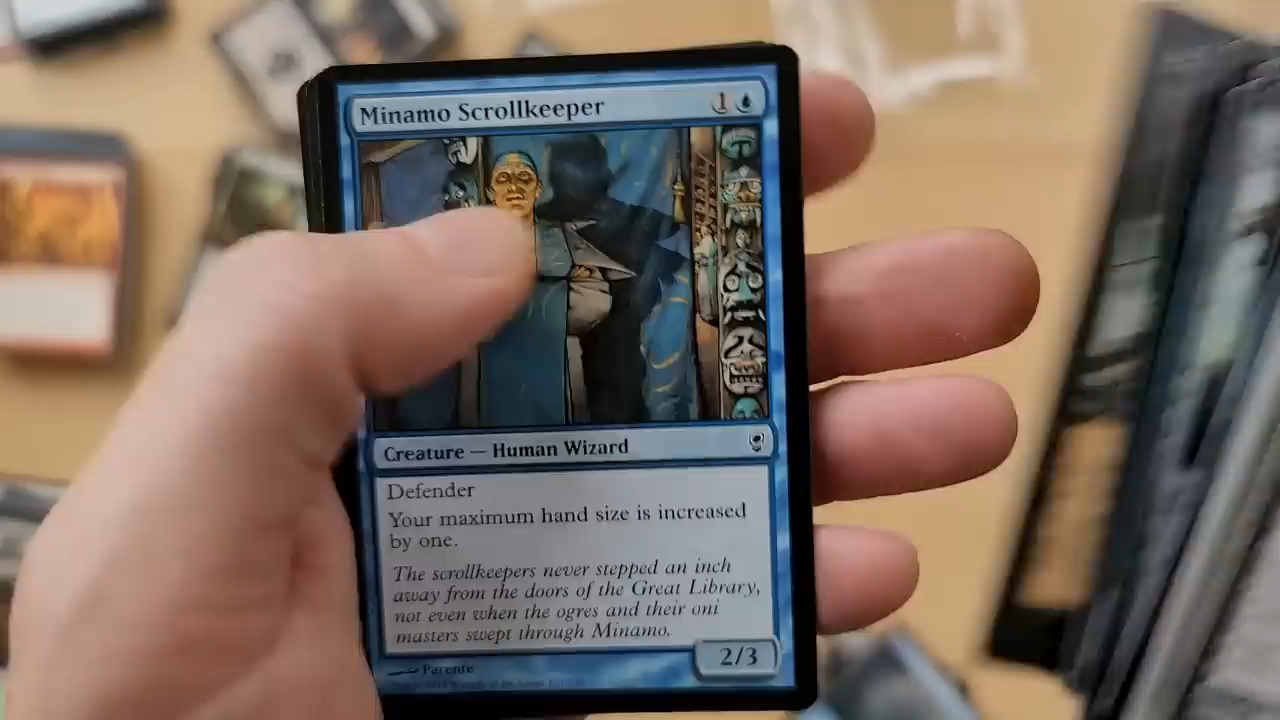 Minamo Scrollkeeper 1
Creature — Human Wizard
Defender
Your maximum hand size is increased
by one.
The scrollkeepers never stepped an inch
away from the doors of the Great Library,
not even when the ogres and their oni
masters swept through Minamo.
2/3
Parente